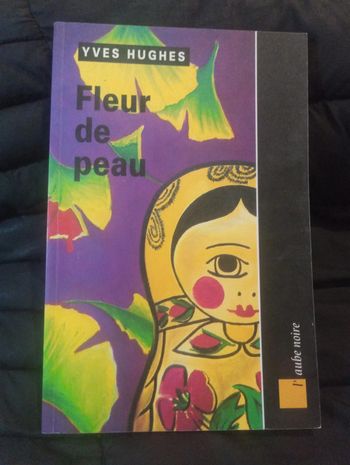 YVES HUGHES
Fleur
de
peau
l'aube noire